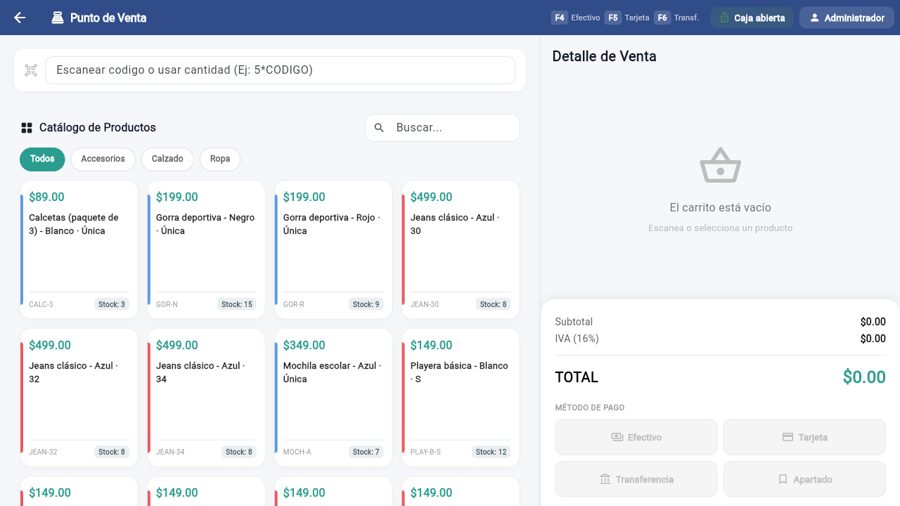 Punto de Venta
F4 Efectivo F5 Tarjeta F6 Transf.
Caja abierta
Administrador
Escanear codigo o usar cantidad (Ej: 5*CODIGO)
Catálogo de Productos
Buscar...
Todos
Accesorios
Calzado
Ropa
$89.00
Calcetas (paquete de
3) - Blanco · Única
CALC-3
Stock: 3
$199.00
Gorra deportiva - Negro
· Única
GOR-N
Stock: 15
$199.00
Gorra deportiva - Rojo ·
Única
GOR-R
Stock: 9
$499.00
Jeans clásico - Azul ·
30
JEAN-30
Stock: 8
$499.00
Jeans clásico - Azul ·
32
JEAN-32
Stock: 8
$499.00
Jeans clásico - Azul ·
34
JEAN-34
Stock: 8
$349.00
Mochila escolar - Azul ·
Única
MOCH-A
Stock: 7
$149.00
Playera básica - Blanco
· S
PLAY-B-S
Stock: 12
$149.00
$149.00
$149.00
$149.00
Detalle de Venta
El carrito está vacío
Escanea o selecciona un producto
Subtotal $0.00
IVA (16%) $0.00
TOTAL $0.00
MÉTODO DE PAGO
Efectivo
Tarjeta
Transferencia
Apartado